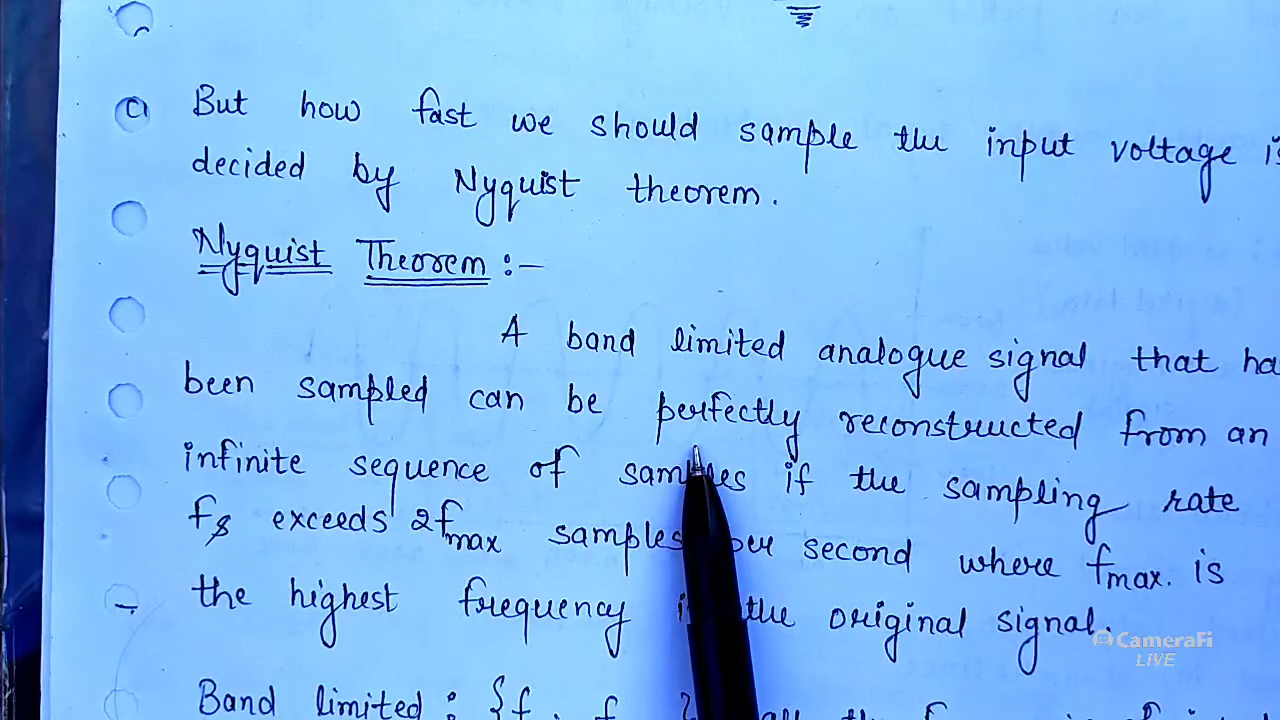 But how fast we should sample the input voltage is
decided by Nyquist theorem.
Nyquist Theorem :-
A band limited analogue signal that ha
been sampled can be perfectly reconstructed from an
infinite sequence of samples if the sampling rate
fs exceeds 2fmax samples per second where fmax. is
the highest frequency the original signal.
CameraFi
LIVE
Band limited : {f